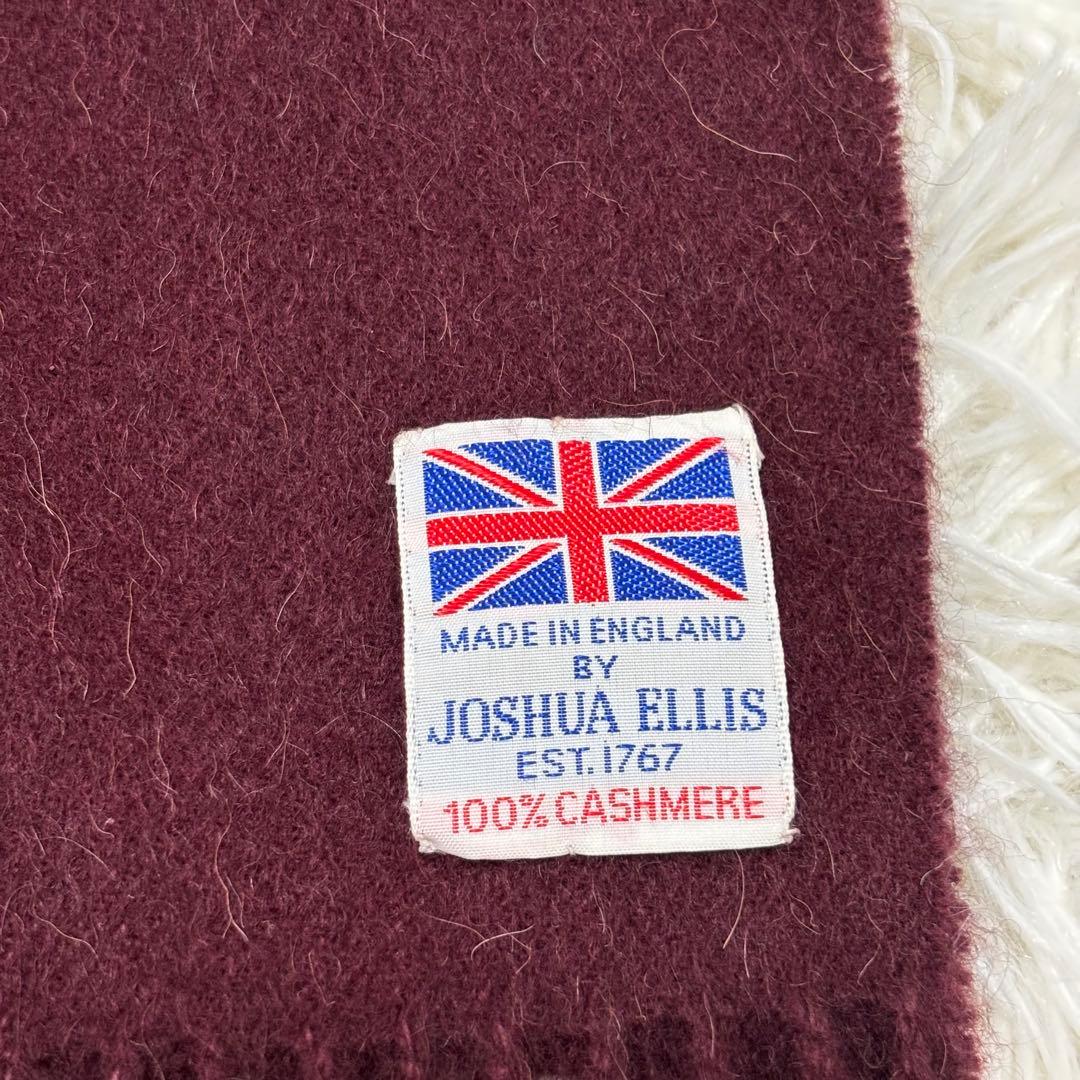 MADE IN ENGLAND
BY
JOSHUA ELLIS
EST. 1767
100% CASHMERE